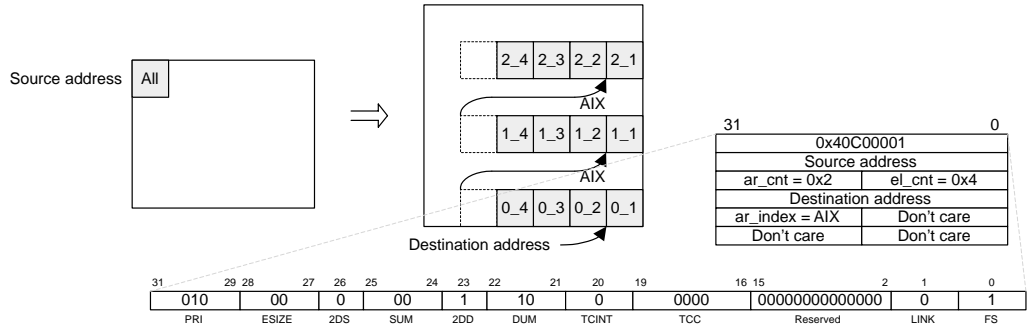 2_4 2_3 2_2 2_1
Source address All
AIX
31 0
0x40C00001
1_4 1_3 1_2 1_1
Source address
ar_cnt = 0x2 el_cnt = 0x4
AIX
Destination address
0_4 0_3 0_2 0_1
ar_index = AIX Don't care
Don't care Don't care
Destination address
31 29 28 27 26 25 24 23 22 21 20 19 16 15 2 1 0
010 00 0 00 1 10 0 0000 00000000000000 0 1
PRI ESIZE 2DS SUM 2DD DUM TCINT TCC Reserved LINK FS